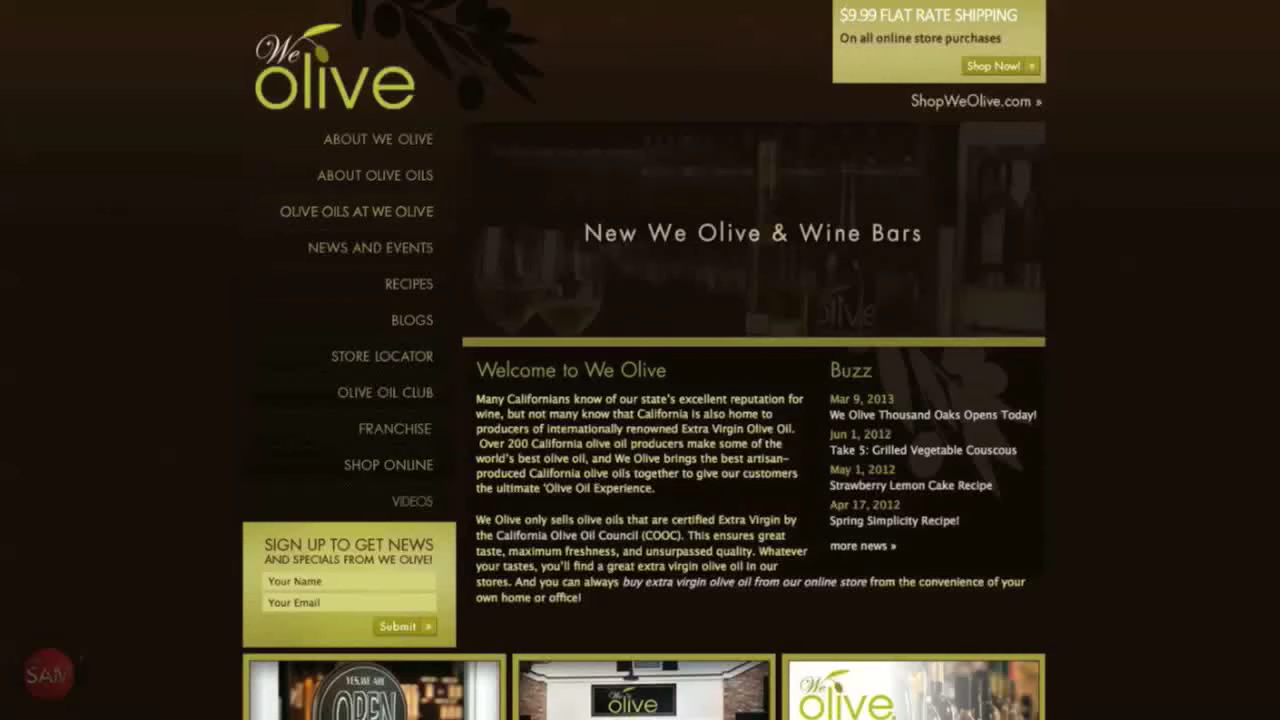 We
olive
$9.99 FLAT RATE SHIPPING
On all online store purchases
Shop Now! »
ShopWeOlive.com »
ABOUT WE OLIVE
ABOUT OLIVE OILS
OLIVE OILS AT WE OLIVE
NEWS AND EVENTS
RECIPES
BLOGS
STORE LOCATOR
OLIVE OIL CLUB
FRANCHISE
SHOP ONLINE
VIDEOS
SIGN UP TO GET NEWS
AND SPECIALS FROM WE OLIVE!
Your Name
Your Email
Submit »
New We Olive & Wine Bars
olive
Welcome to We Olive
Many Californians know of our state's excellent reputation for
wine, but not many know that California is also home to
producers of internationally renowned Extra Virgin Olive Oil.
Over 200 California olive oil producers make some of the
world's best olive oil, and We Olive brings the best artisan-
produced California olive oils together to give our customers
the ultimate 'Olive Oil Experience.
We Olive only sells olive oils that are certified Extra Virgin by
the California Olive Oil Council (COOC). This ensures great
taste, maximum freshness, and unsurpassed quality. Whatever
your tastes, you'll find a great extra virgin olive oil in our
stores. And you can always buy extra virgin olive oil from our online store from the convenience of your
own home or office!
Buzz
Mar 9, 2013
We Olive Thousand Oaks Opens Today!
Jun 1, 2012
Take 5: Grilled Vegetable Couscous
May 1, 2012
Strawberry Lemon Cake Recipe
Apr 17, 2012
Spring Simplicity Recipe!
more news »
SAM
YES, WE ARE
OPEN
We
olive
We
olive